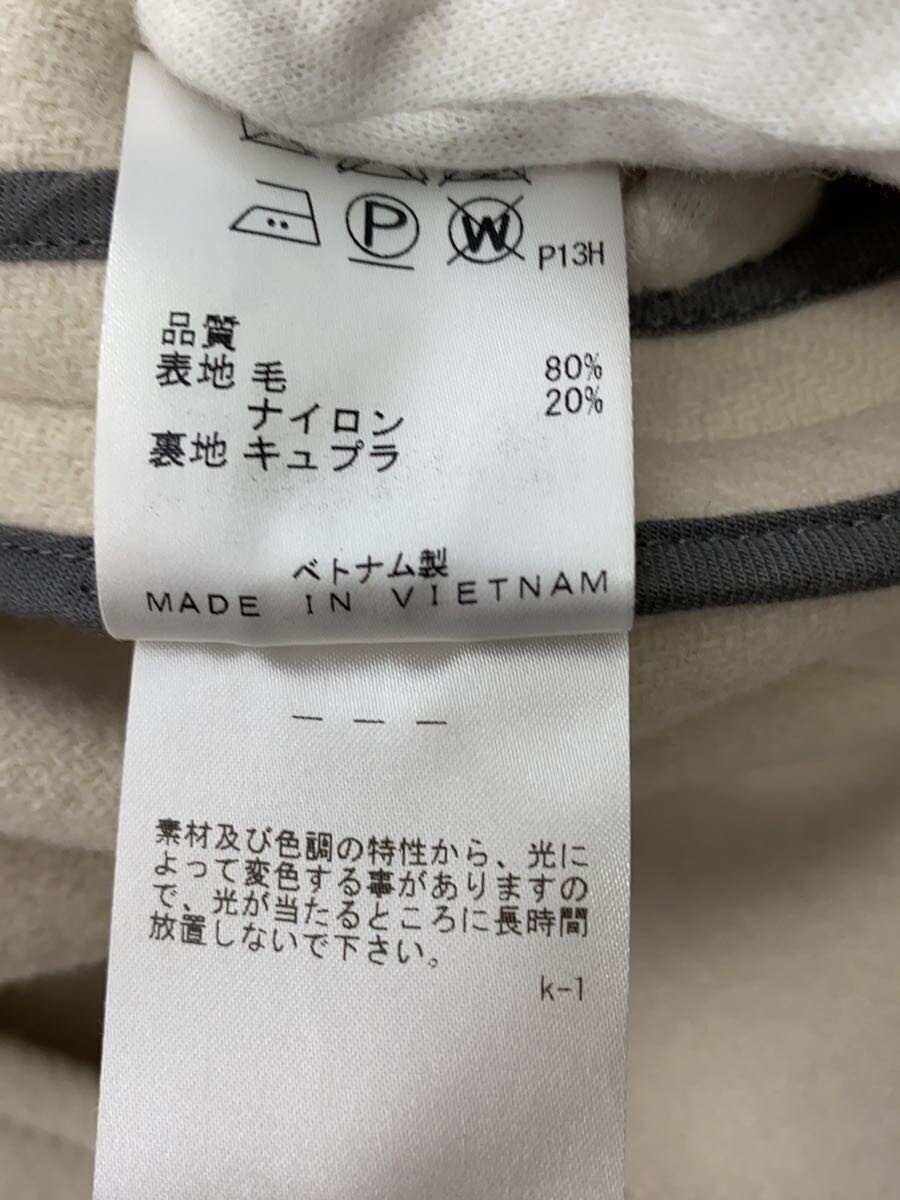 P W P13H
品質
表地 毛 80%
ナイロン 20%
裏地 キュプラ
ベトナム製
MADE IN VIETNAM
― ― ―
素材及び色調の特性から、光に
よって変色する事がありますの
で、光が当たるところに長時間
放置しないで下さい。
k-1